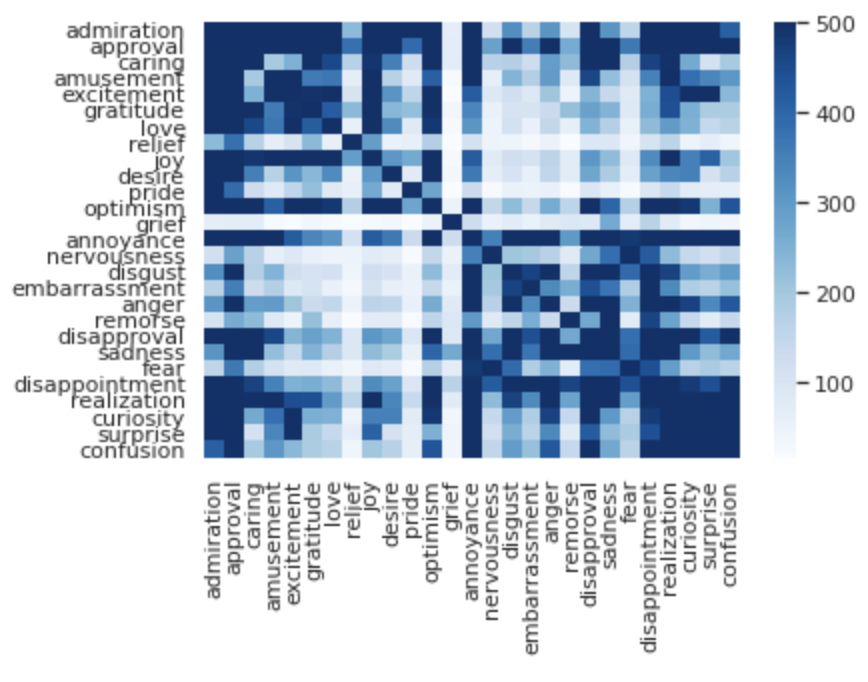 admiration
approval
caring
amusement
excitement
gratitude
love
relief
joy
desire
pride
optimism
grief
annoyance
nervousness
disgust
embarrassment
anger
remorse
disapproval
sadness
fear
disappointment
realization
curiosity
surprise
confusion
500
400
300
200
100
admiration
approval
caring
amusement
excitement
gratitude
love
relief
joy
desire
pride
optimism
grief
annoyance
nervousness
disgust
embarrassment
anger
remorse
disapproval
sadness
fear
disappointment
realization
curiosity
surprise
confusion